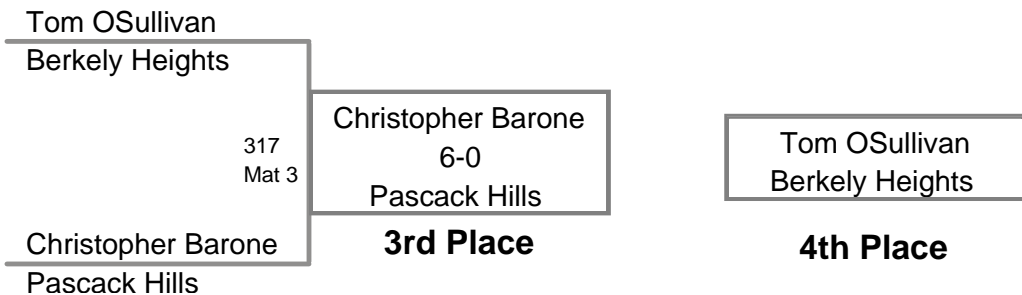 Tom OSullivan
Berkely Heights
317
Mat 3
Christopher Barone
Pascack Hills
Christopher Barone
6-0
Pascack Hills
3rd Place
Tom OSullivan
Berkely Heights
4th Place